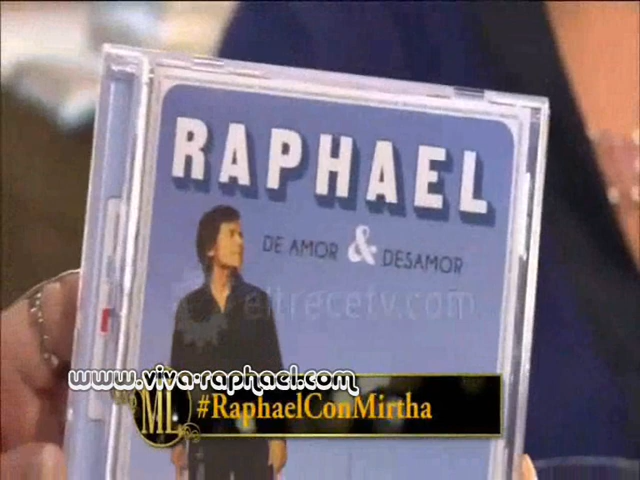 RAPHAEL
DE AMOR & DESAMOR
eltrecetv.com
www.viva-raphael.com
ML #RaphaelConMirtha